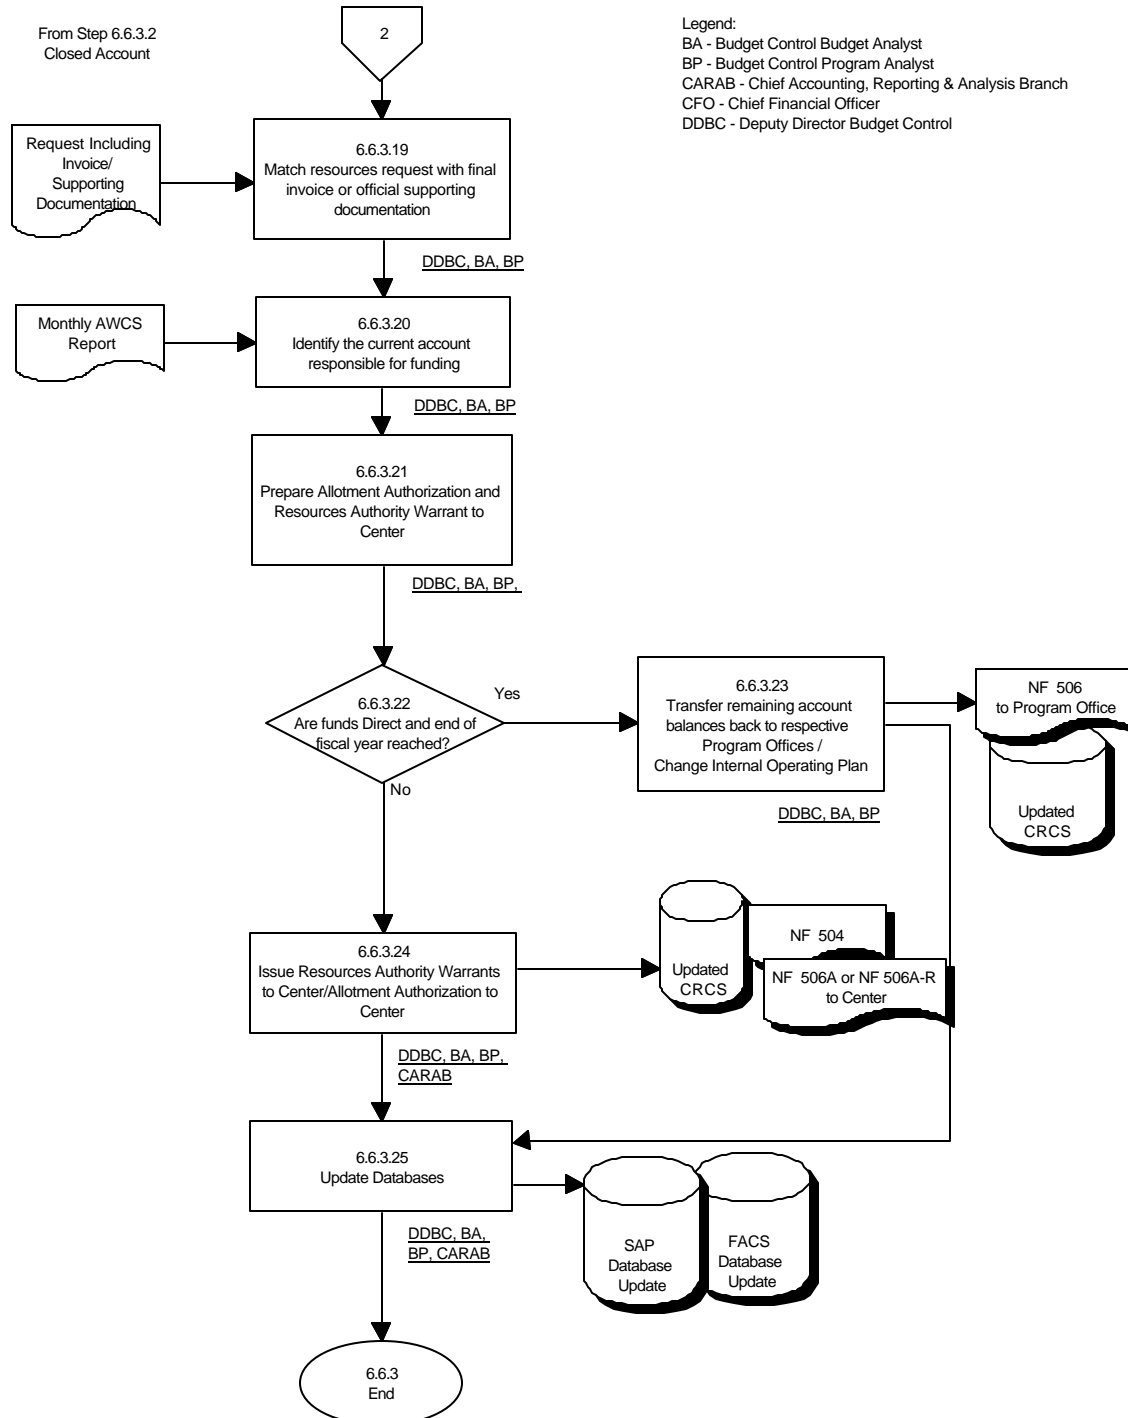 From Step 6.6.3.2
Closed Account
2
Legend:
BA - Budget Control Budget Analyst
BP - Budget Control Program Analyst
CARAB - Chief Accounting, Reporting & Analysis Branch
CFO - Chief Financial Officer
DDBC - Deputy Director Budget Control
Request Including
Invoice/
Supporting
Documentation
6.6.3.19
Match resources request with final
invoice or official supporting
documentation
DDBC, BA, BP
Monthly AWCS
Report
6.6.3.20
Identify the current account
responsible for funding
DDBC, BA, BP
6.6.3.21
Prepare Allotment Authorization and
Resources Authority Warrant to
Center
DDBC, BA, BP,
6.6.3.22
Are funds Direct and end of
fiscal year reached?
Yes
No
6.6.3.23
Transfer remaining account
balances back to respective
Program Offices /
Change Internal Operating Plan
DDBC, BA, BP
NF 506
to Program Office
Updated
CRCS
6.6.3.24
Issue Resources Authority Warrants
to Center/Allotment Authorization to
Center
DDBC, BA, BP,
CARAB
Updated
CRCS
NF 504
NF 506A or NF 506A-R
to Center
6.6.3.25
Update Databases
DDBC, BA,
BP, CARAB
SAP
Database
Update
FACS
Database
Update
6.6.3
End